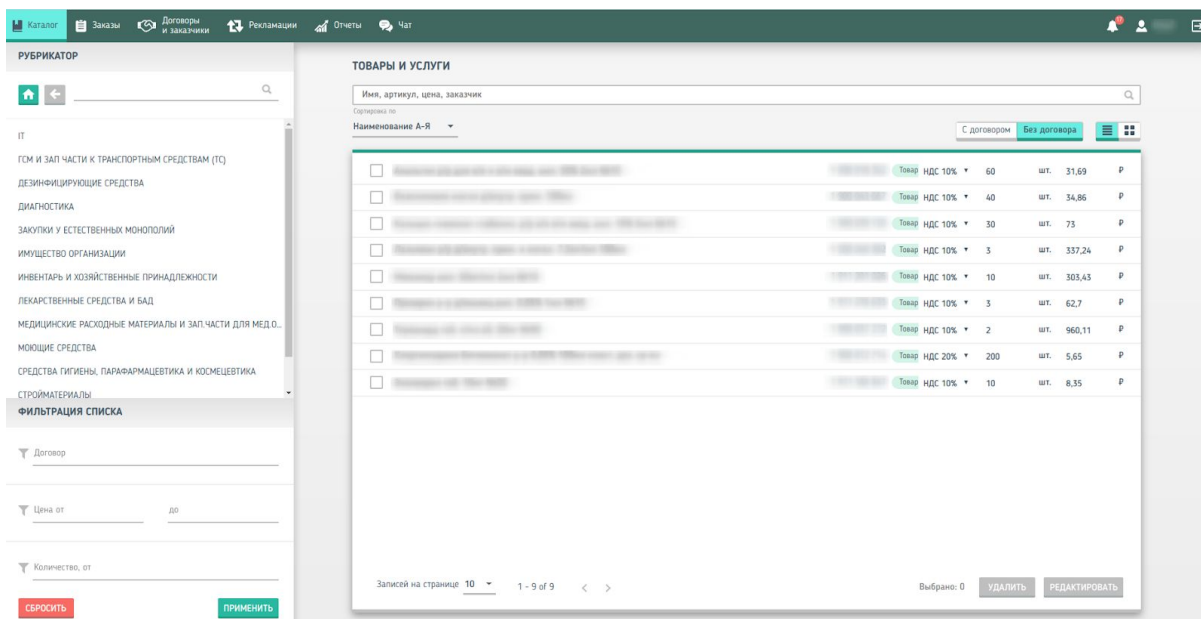 Каталог Заказы Договоры и заказчики Рекламации Отчеты Чат
РУБРИКАТОР
IT
ГСМ И ЗАП ЧАСТИ К ТРАНСПОРТНЫМ СРЕДСТВАМ (ТС)
ДЕЗИНФИЦИРУЮЩИЕ СРЕДСТВА
ДИАГНОСТИКА
ЗАКУПКИ У ЕСТЕСТВЕННЫХ МОНОПОЛИЙ
ИМУЩЕСТВО ОРГАНИЗАЦИИ
ИНВЕНТАРЬ И ХОЗЯЙСТВЕННЫЕ ПРИНАДЛЕЖНОСТИ
ЛЕКАРСТВЕННЫЕ СРЕДСТВА И БАД
МЕДИЦИНСКИЕ РАСХОДНЫЕ МАТЕРИАЛЫ И ЗАП.ЧАСТИ ДЛЯ МЕД.О...
МОЮЩИЕ СРЕДСТВА
СРЕДСТВА ГИГИЕНЫ, ПАРАФАРМАЦЕВТИКА И КОСМЕЦЕВТИКА
СТРОЙМАТЕРИАЛЫ
ФИЛЬТРАЦИЯ СПИСКА
Договор
Цена от до
Количество, от
СБРОСИТЬ ПРИМЕНИТЬ
ТОВАРЫ И УСЛУГИ
Имя, артикул, цена, заказчик
Сортировка по
Наименование А-Я
С договором Без договора
Товар НДС 10% 60 шт. 31,69 ₽
Товар НДС 10% 40 шт. 34,86 ₽
Товар НДС 10% 30 шт. 73 ₽
Товар НДС 10% 3 шт. 337,24 ₽
Товар НДС 10% 10 шт. 303,43 ₽
Товар НДС 10% 3 шт. 62,7 ₽
Товар НДС 10% 2 шт. 960,11 ₽
Товар НДС 20% 200 шт. 5,65 ₽
Товар НДС 10% 10 шт. 8,35 ₽
Записей на странице 10 1 - 9 of 9 Выбрано: 0 УДАЛИТЬ РЕДАКТИРОВАТЬ